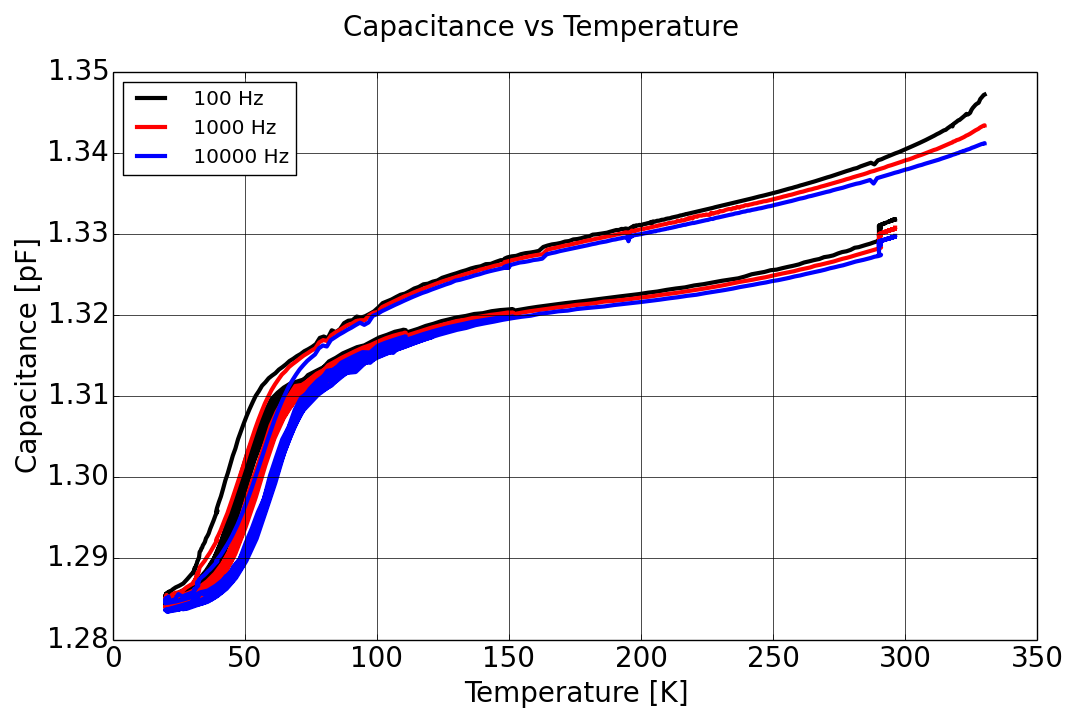 Capacitance vs Temperature
1.35
1.34
1.33
1.32
1.31
1.30
1.29
1.28
Capacitance [pF]
100 Hz
1000 Hz
10000 Hz
0 50 100 150 200 250 300 350
Temperature [K]